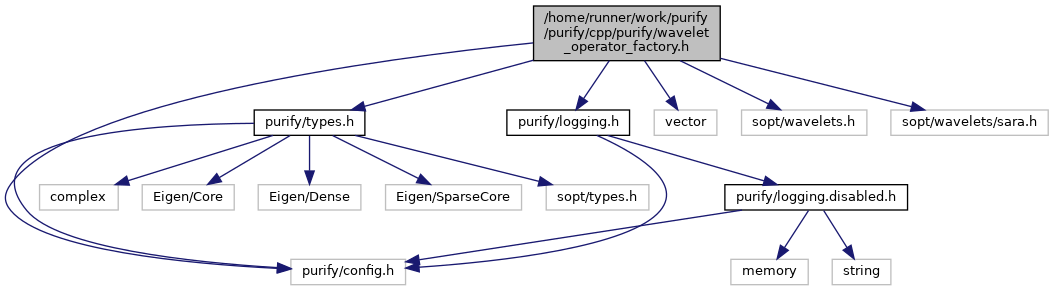 /home/runner/work/purify
/purify/cpp/purify/wavelet
_operator_factory.h
purify/types.h
purify/logging.h
vector
sopt/wavelets.h
sopt/wavelets/sara.h
complex
Eigen/Core
Eigen/Dense
Eigen/SparseCore
sopt/types.h
purify/logging.disabled.h
purify/config.h
memory
string